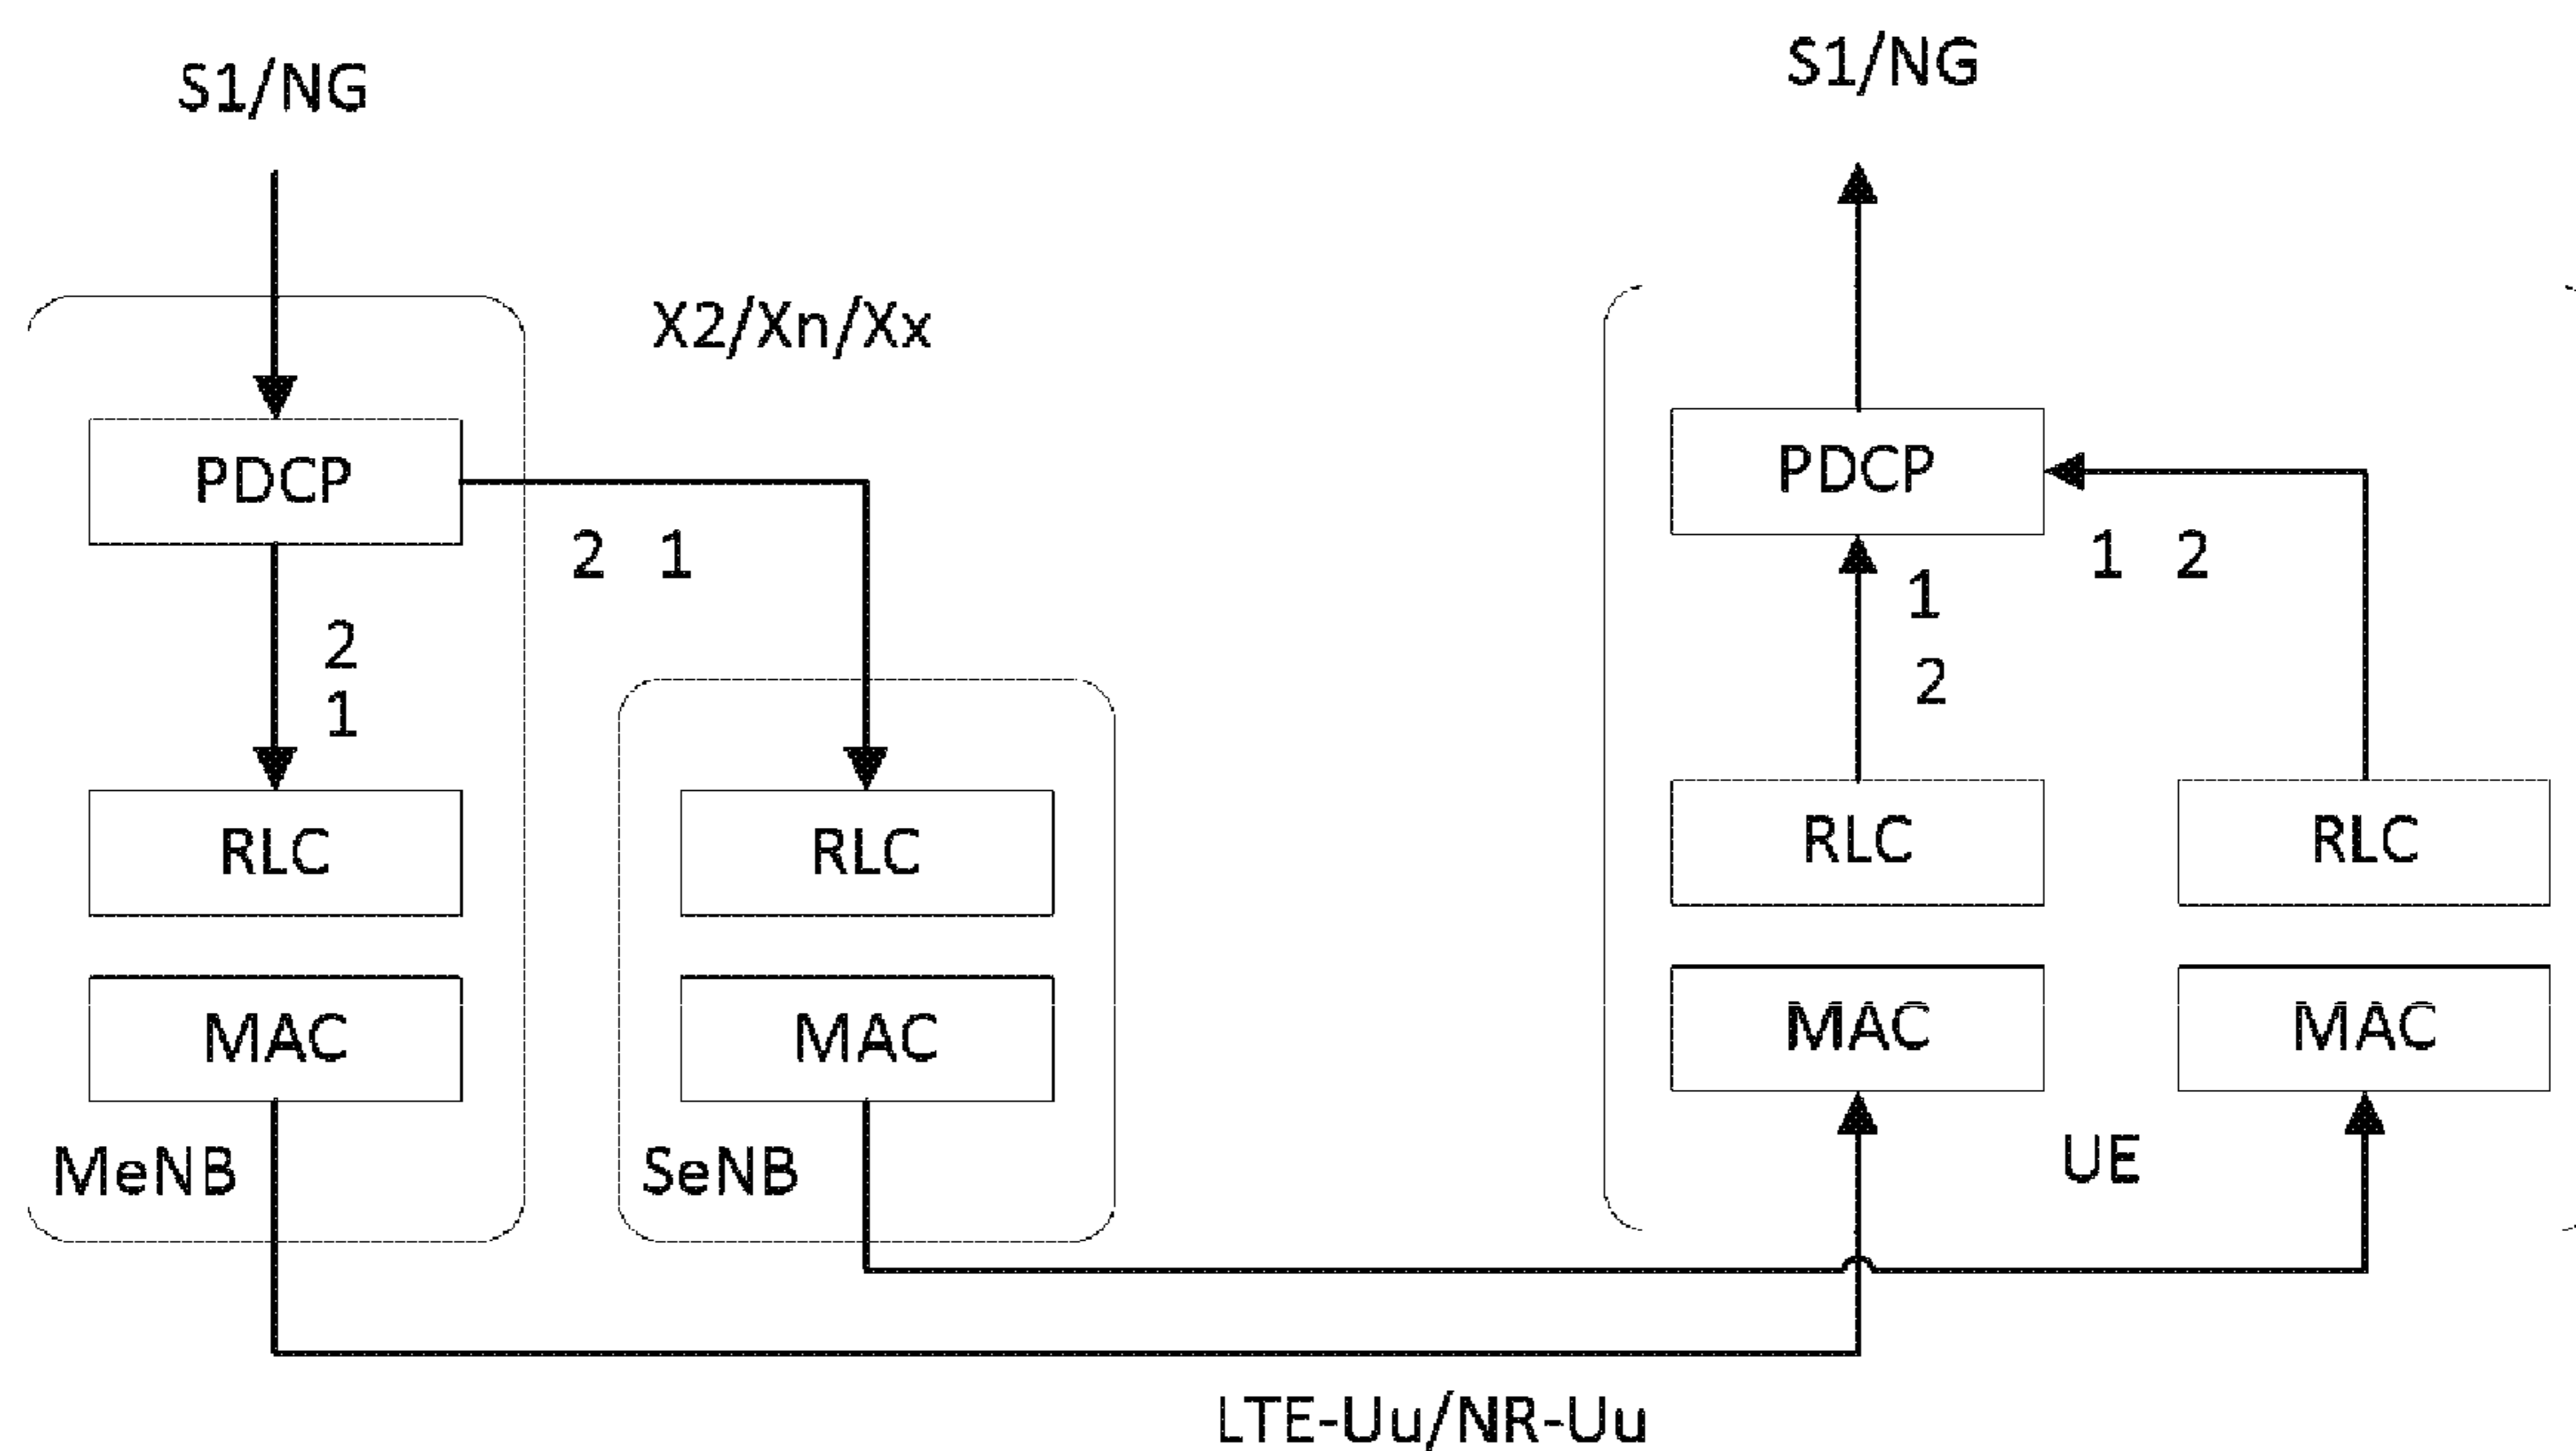 S1/NG
S1/NG
X2/Xn/Xx
PDCP
PDCP
2 1
1 2
1
2
2
1
RLC
RLC
RLC
RLC
MAC
MAC
MAC
MAC
MeNB
SeNB
UE
LTE-Uu/NR-Uu